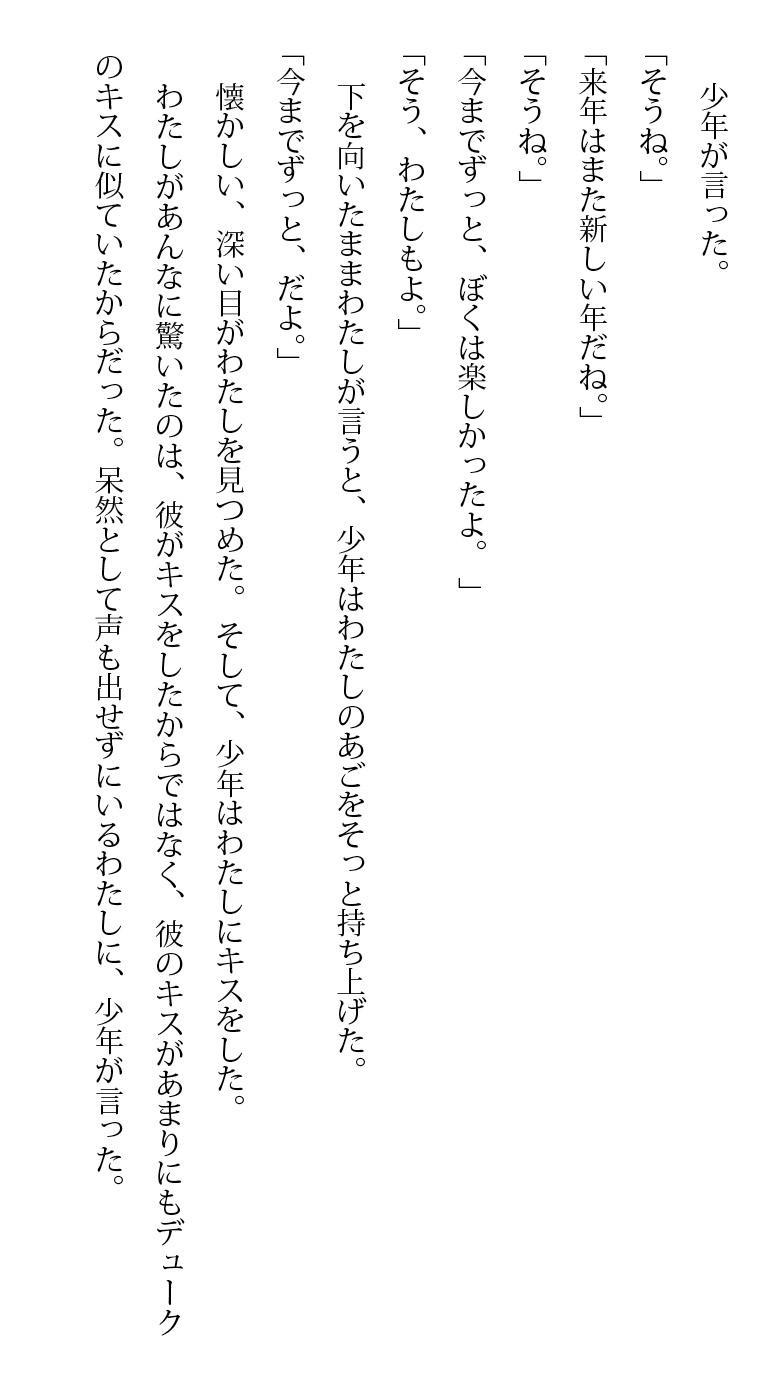 少年が言った。
「そうね。」
「来年はまた新しい年だね。」
「そうね。」
「今までずっと、ぼくは楽しかったよ。　」
「そう、わたしもよ。」
　下を向いたままわたしが言うと、少年はわたしのあごをそっと持ち上げた。
「今までずっと、だよ。」
　懐かしい、深い目がわたしを見つめた。そして、少年はわたしにキスをした。
　わたしがあんなに驚いたのは、彼がキスをしたからではなく、彼のキスがあまりにもデューク
のキスに似ていたからだった。呆然として声も出せずにいるわたしに、少年が言った。